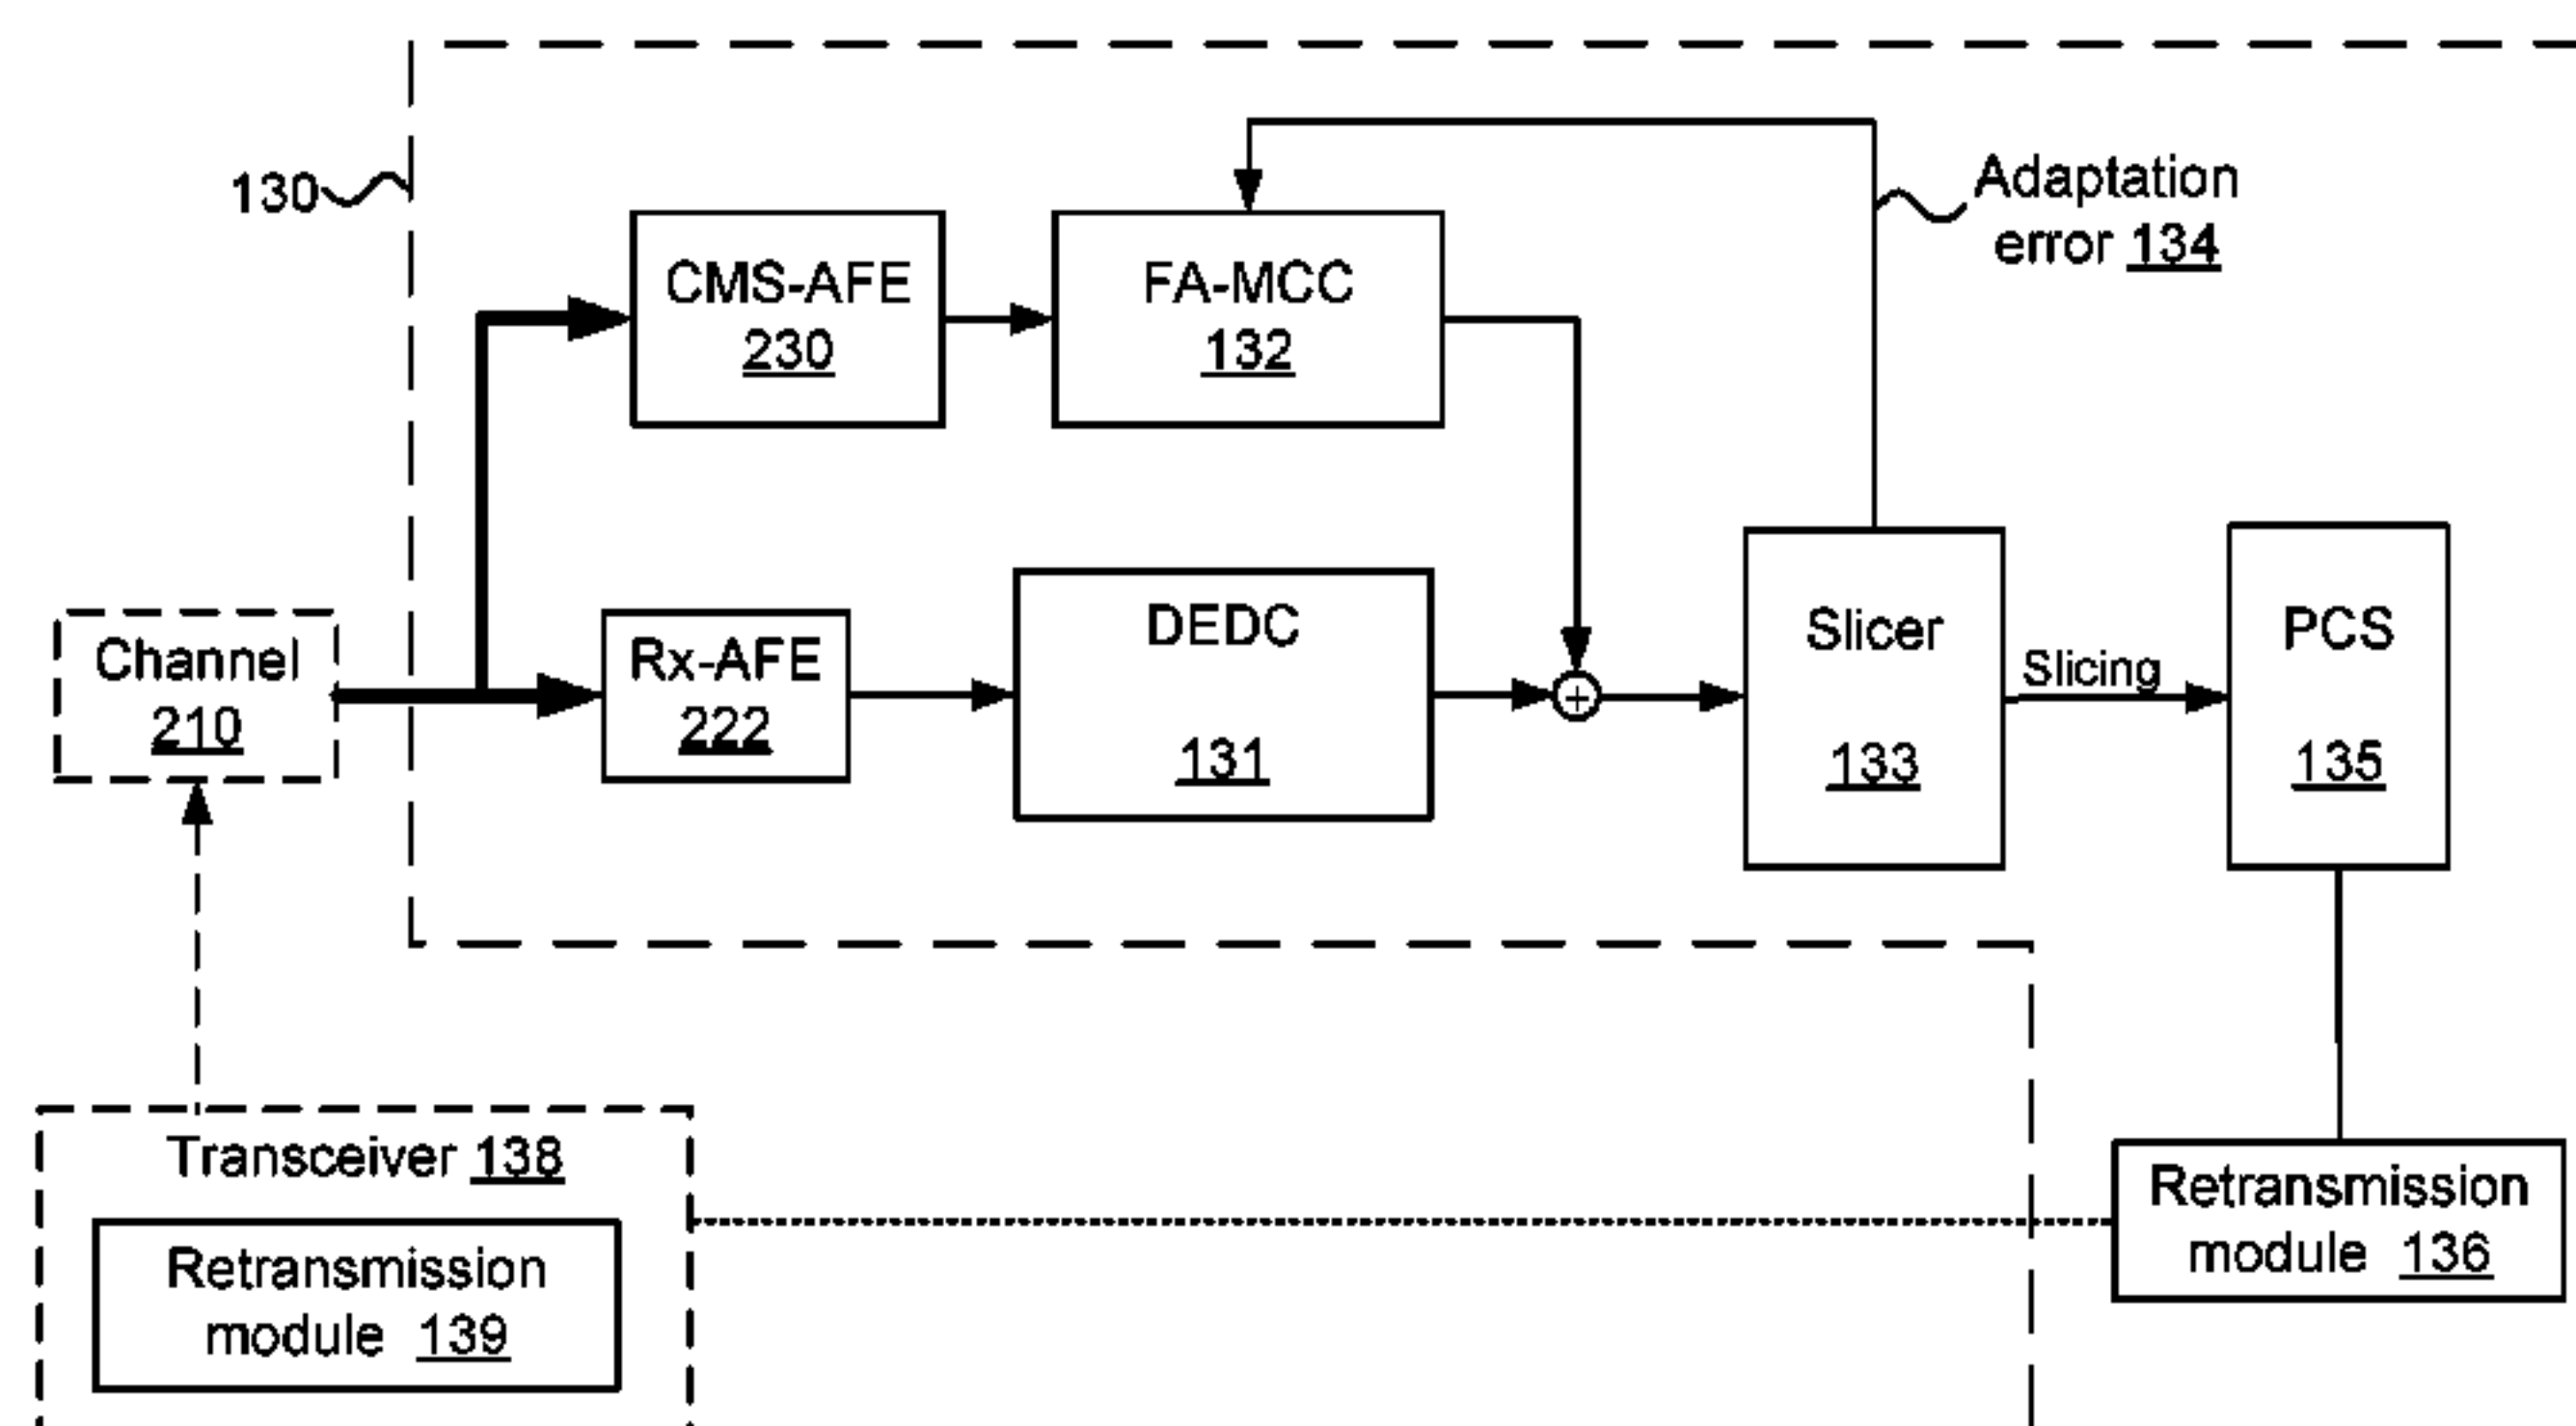 130
Adaptation
error 134
CMS-AFE
230
FA-MCC
132
Channel
210
Rx-AFE
222
DEDC
131
+
Slicer
133
Slicing
PCS
135
Transceiver 138
Retransmission
module 139
Retransmission
module 136